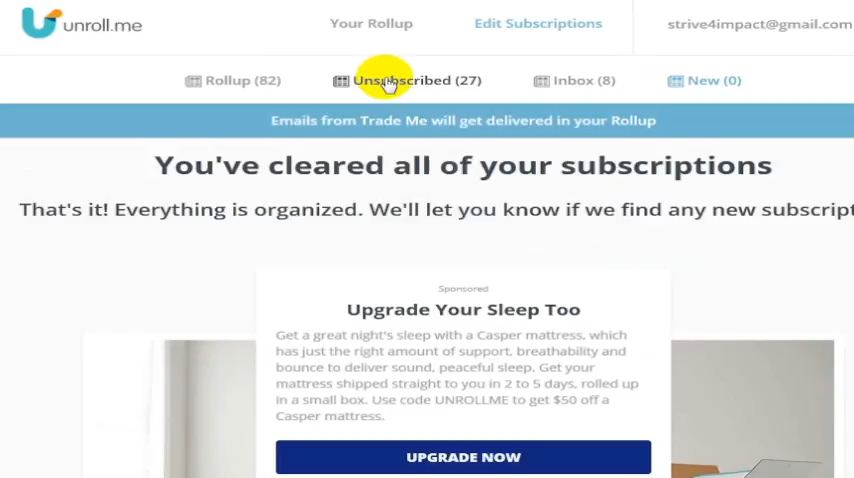 unroll.me
Your Rollup
Edit Subscriptions
strive4impact@gmail.com
Rollup (82)
Unsubscribed (27)
Inbox (8)
New (0)
Emails from Trade Me will get delivered in your Rollup
You've cleared all of your subscriptions
That's it! Everything is organized. We'll let you know if we find any new subscript
Sponsored
Upgrade Your Sleep Too
Get a great night's sleep with a Casper mattress, which
has just the right amount of support, breathability and
bounce to deliver sound, peaceful sleep. Get your
mattress shipped straight to you in 2 to 5 days, rolled up
in a small box. Use code UNROLLME to get $50 off a
Casper mattress.
UPGRADE NOW